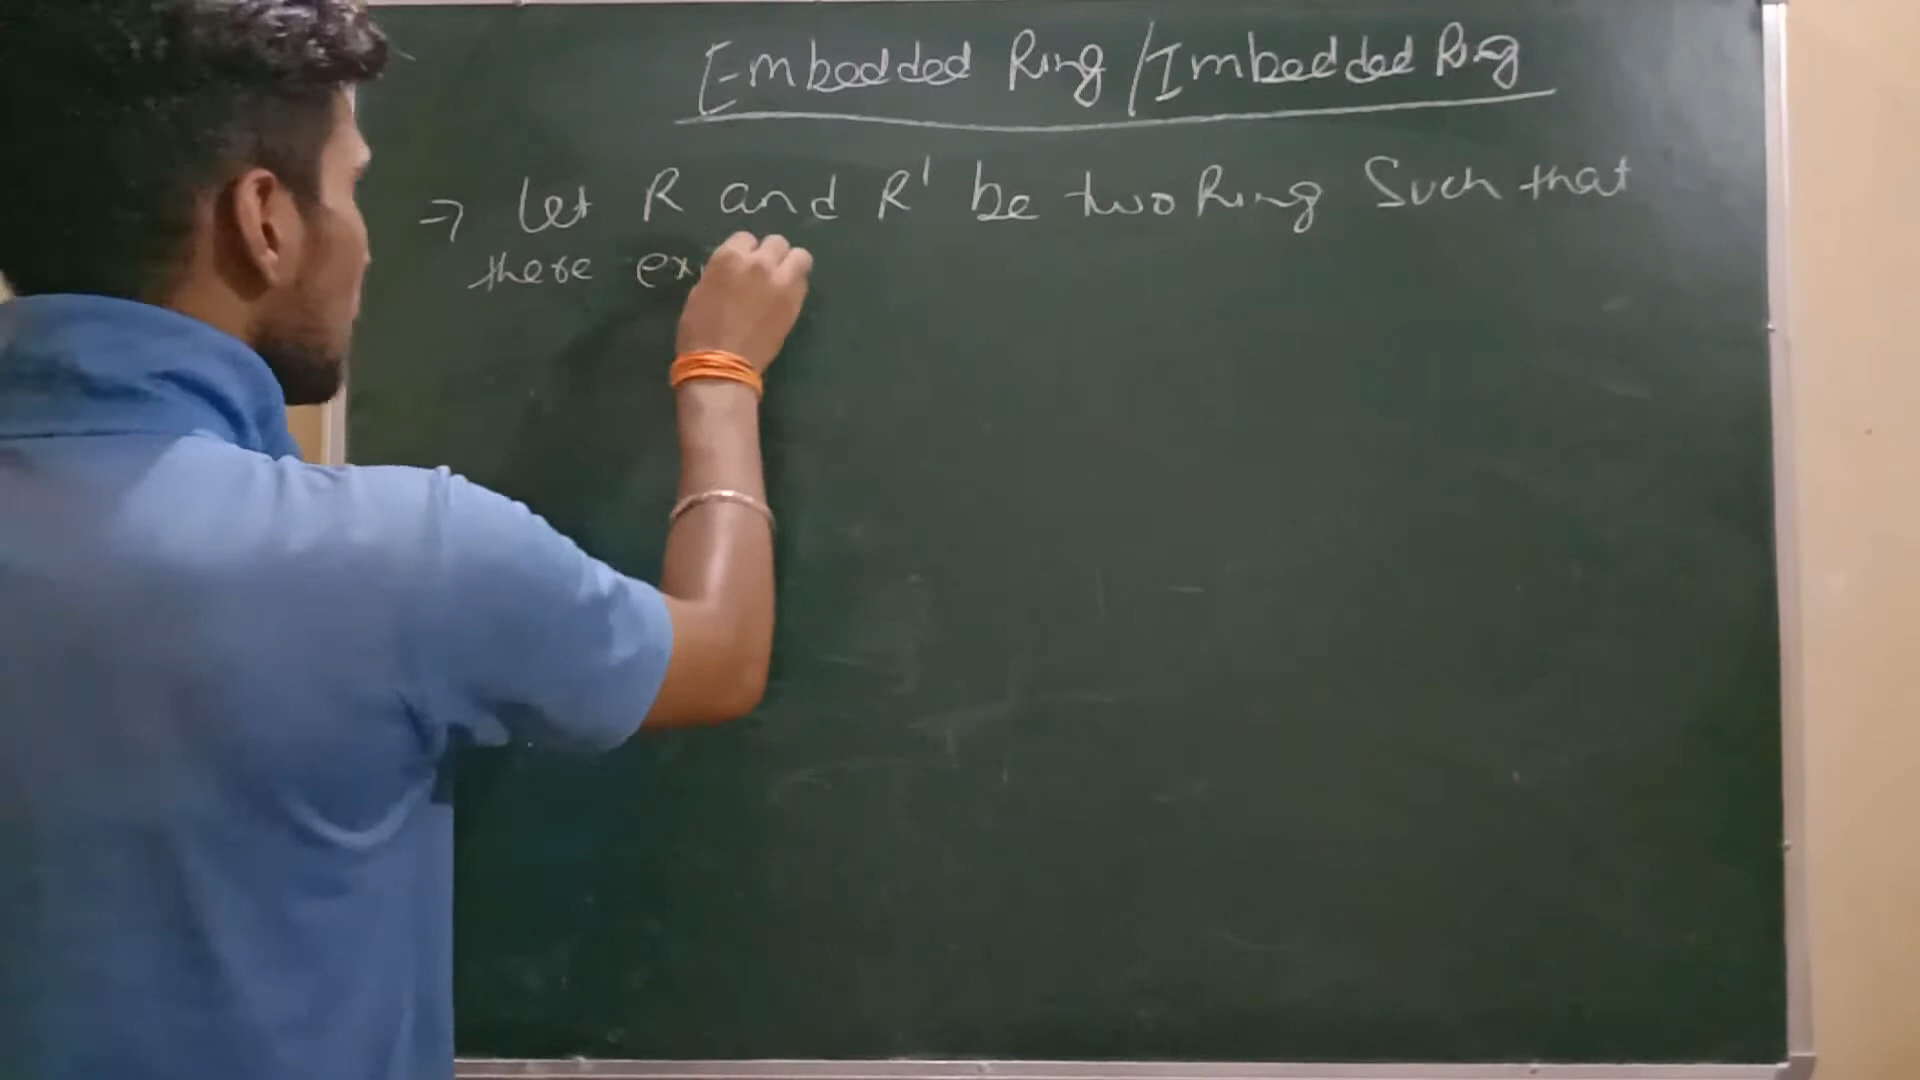 Embedded Ring / Imbedded Ring
→ Let R and R' be two Ring Such that
there ex